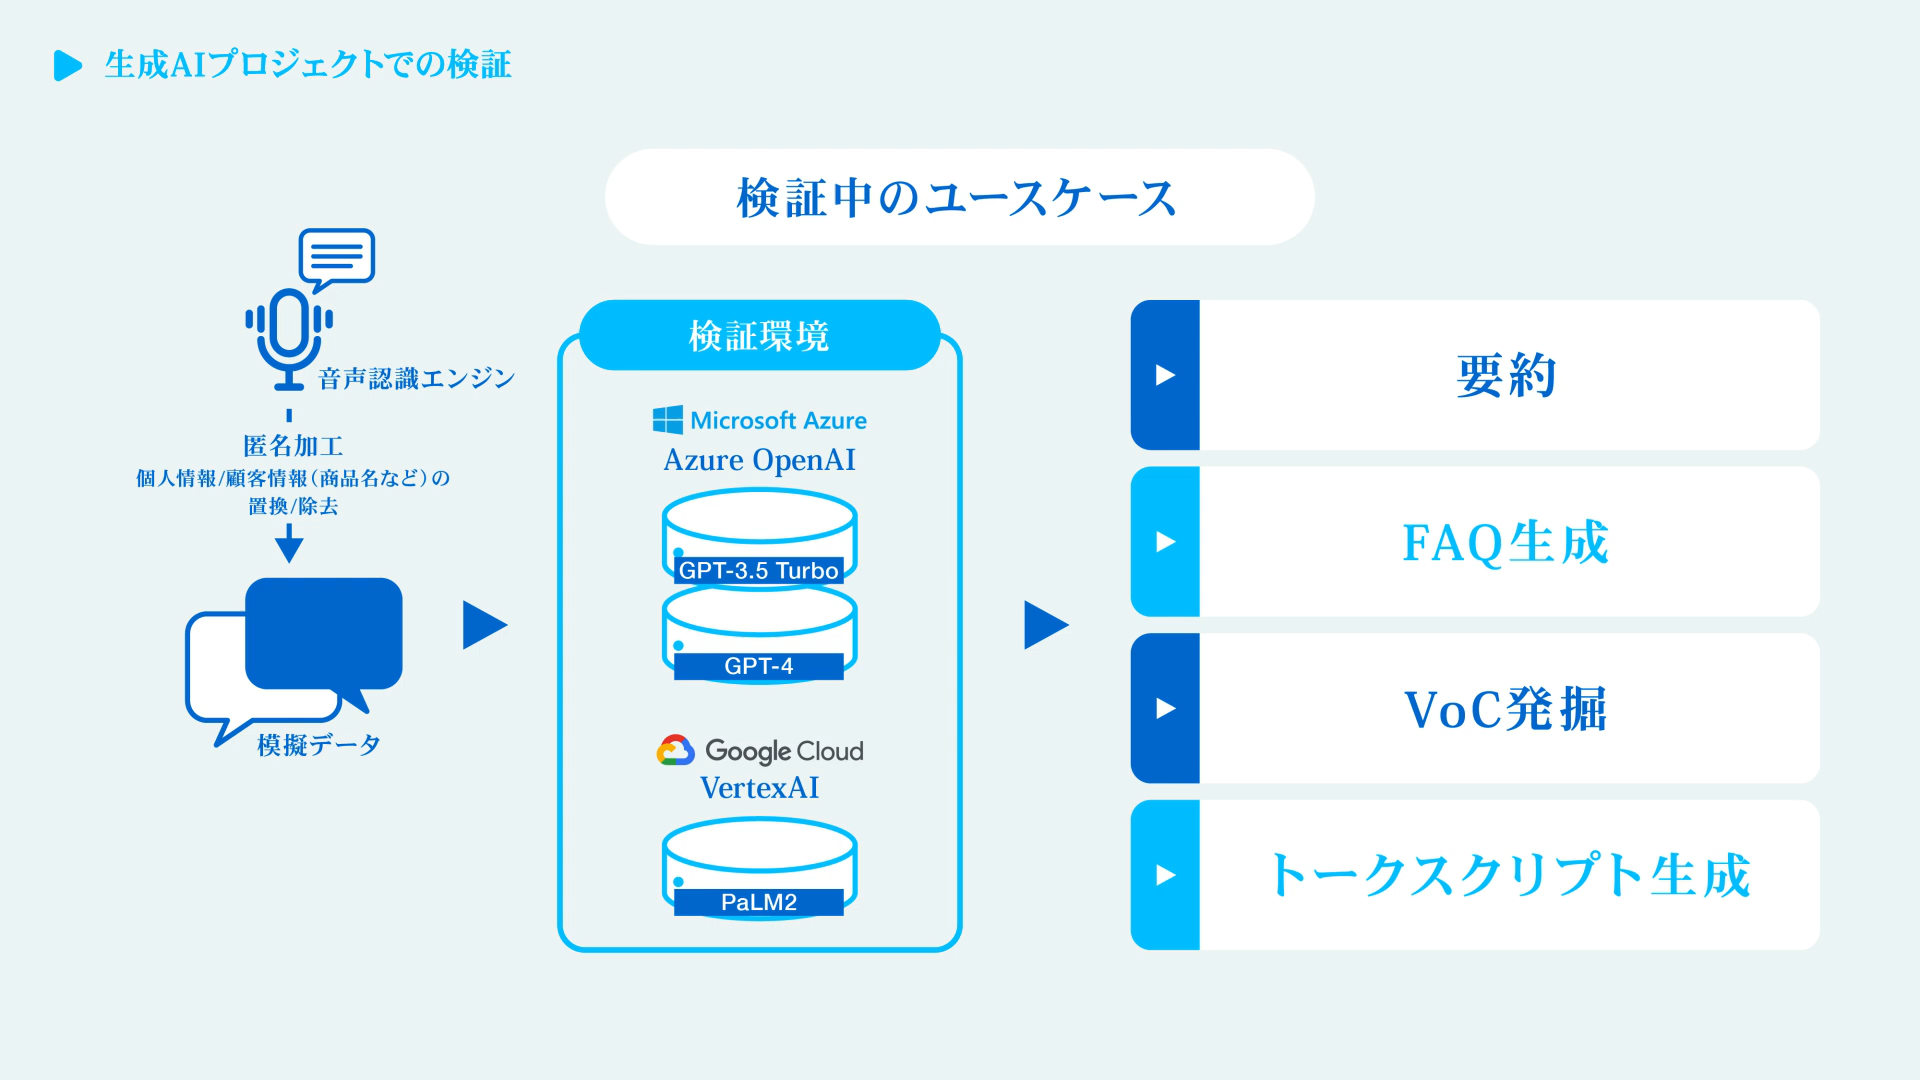 生成AIプロジェクトでの検証
検証中のユースケース
音声認識エンジン
匿名加工
個人情報/顧客情報（商品名など）の
置換/除去
模擬データ
検証環境
Microsoft Azure
Azure OpenAI
GPT-3.5 Turbo
GPT-4
Google Cloud
VertexAI
PaLM2
要約
FAQ生成
VoC発掘
トークスクリプト生成